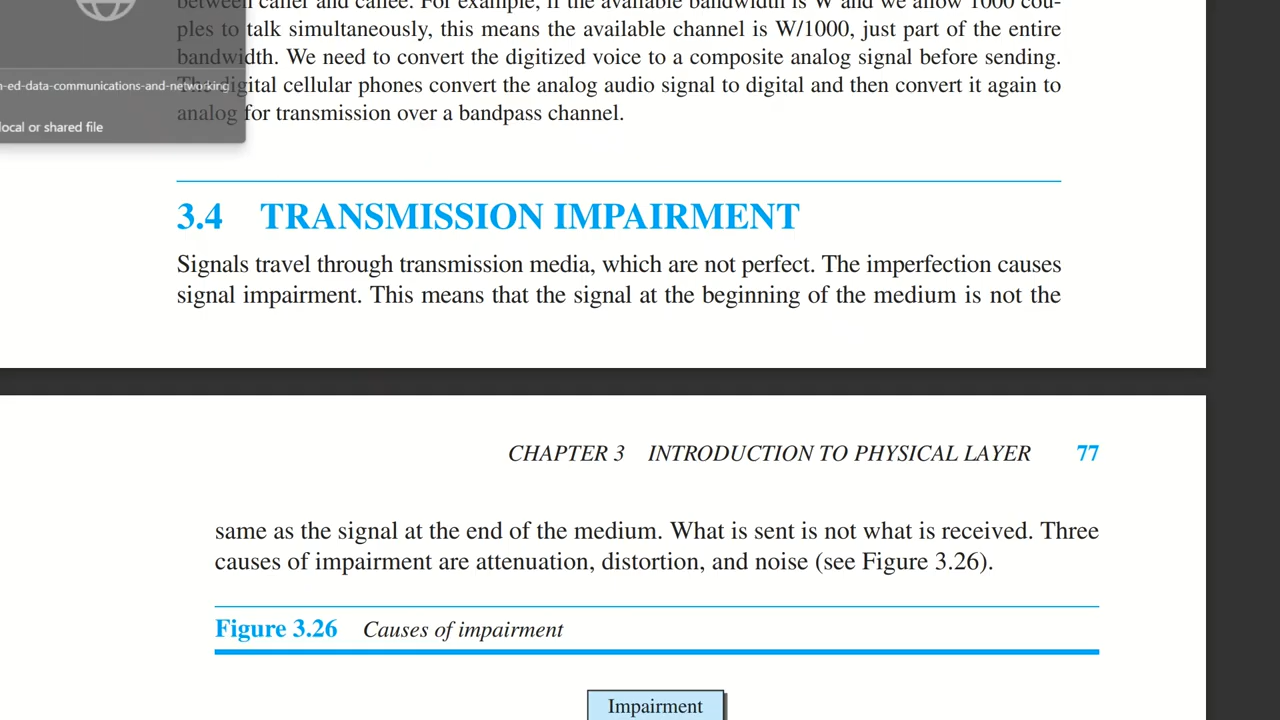 between caller and callee. For example, if the available bandwidth is W and we allow 1000 cou-
ples to talk simultaneously, this means the available channel is W/1000, just part of the entire
bandwidth. We need to convert the digitized voice to a composite analog signal before sending.
n-ed-data-communications-and-networking
The digital cellular phones convert the analog audio signal to digital and then convert it again to
analog for transmission over a bandpass channel.
local or shared file
3.4 TRANSMISSION IMPAIRMENT
Signals travel through transmission media, which are not perfect. The imperfection causes
signal impairment. This means that the signal at the beginning of the medium is not the
CHAPTER 3 INTRODUCTION TO PHYSICAL LAYER 77
same as the signal at the end of the medium. What is sent is not what is received. Three
causes of impairment are attenuation, distortion, and noise (see Figure 3.26).
Figure 3.26 Causes of impairment
Impairment